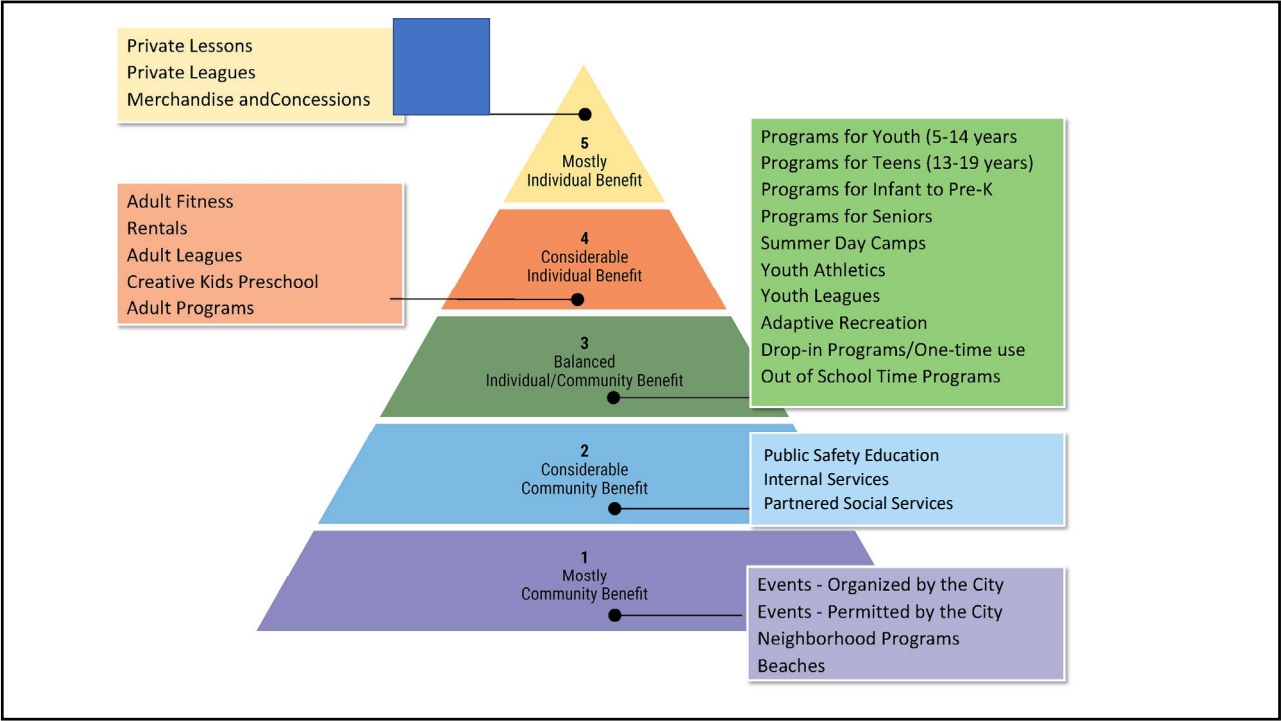 Private Lessons
Private Leagues
Merchandise andConcessions
5
Mostly
Individual Benefit
Adult Fitness
Rentals
Adult Leagues
Creative Kids Preschool
Adult Programs
4
Considerable
Individual Benefit
Programs for Youth (5-14 years
Programs for Teens (13-19 years)
Programs for Infant to Pre-K
Programs for Seniors
Summer Day Camps
Youth Athletics
Youth Leagues
Adaptive Recreation
Drop-in Programs/One-time use
Out of School Time Programs
3
Balanced
Individual/Community Benefit
2
Considerable
Community Benefit
Public Safety Education
Internal Services
Partnered Social Services
1
Mostly
Community Benefit
Events - Organized by the City
Events - Permitted by the City
Neighborhood Programs
Beaches